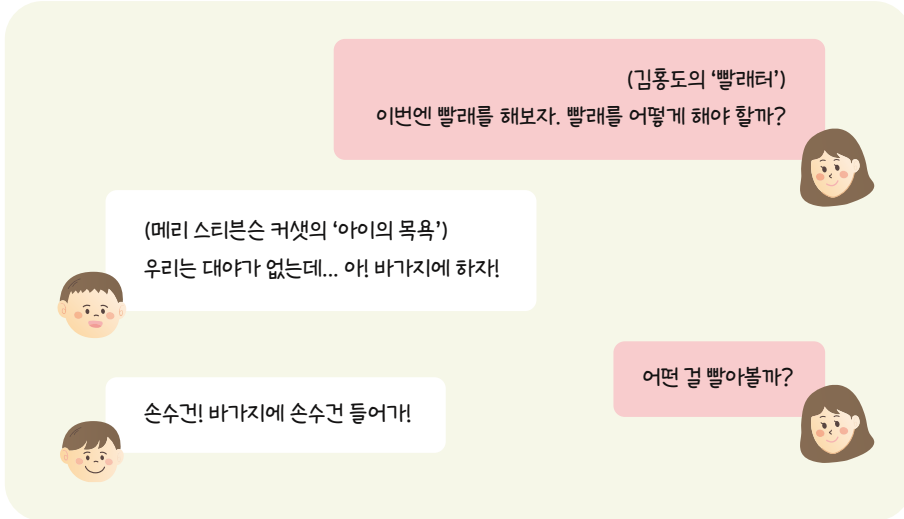 (김홍도의 ‘빨래터’)
이번엔 빨래를 해보자. 빨래를 어떻게 해야 할까?
(메리 스티븐슨 커샛의 ‘아이의 목욕’)
우리는 대야가 없는데... 아! 바가지에 하자!
어떤 걸 빨아볼까?
손수건! 바가지에 손수건 들어가!